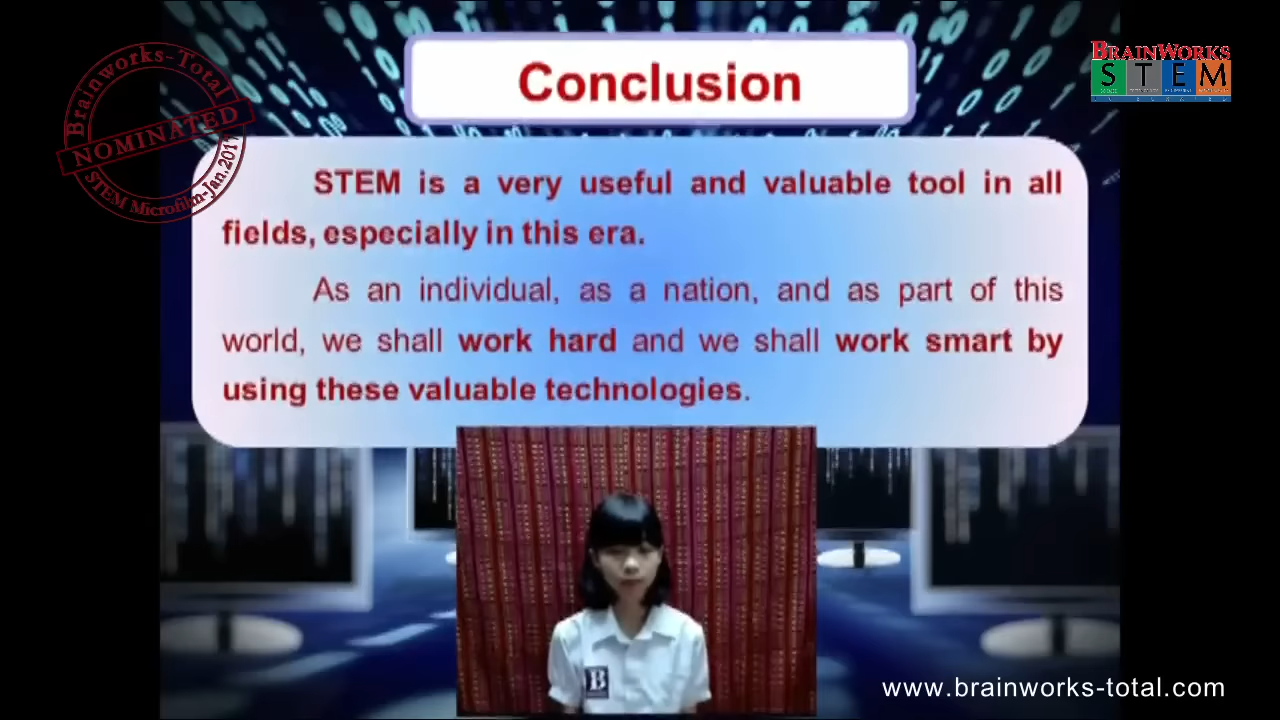 Conclusion
BRAINWORKS
STEM
Brainworks-Total
NOMINATED
STEM Microfilm-Jan.201
STEM is a very useful and valuable tool in all
fields, especially in this era.
As an individual, as a nation, and as part of this
world, we shall work hard and we shall work smart by
using these valuable technologies.
B
www.brainworks-total.com